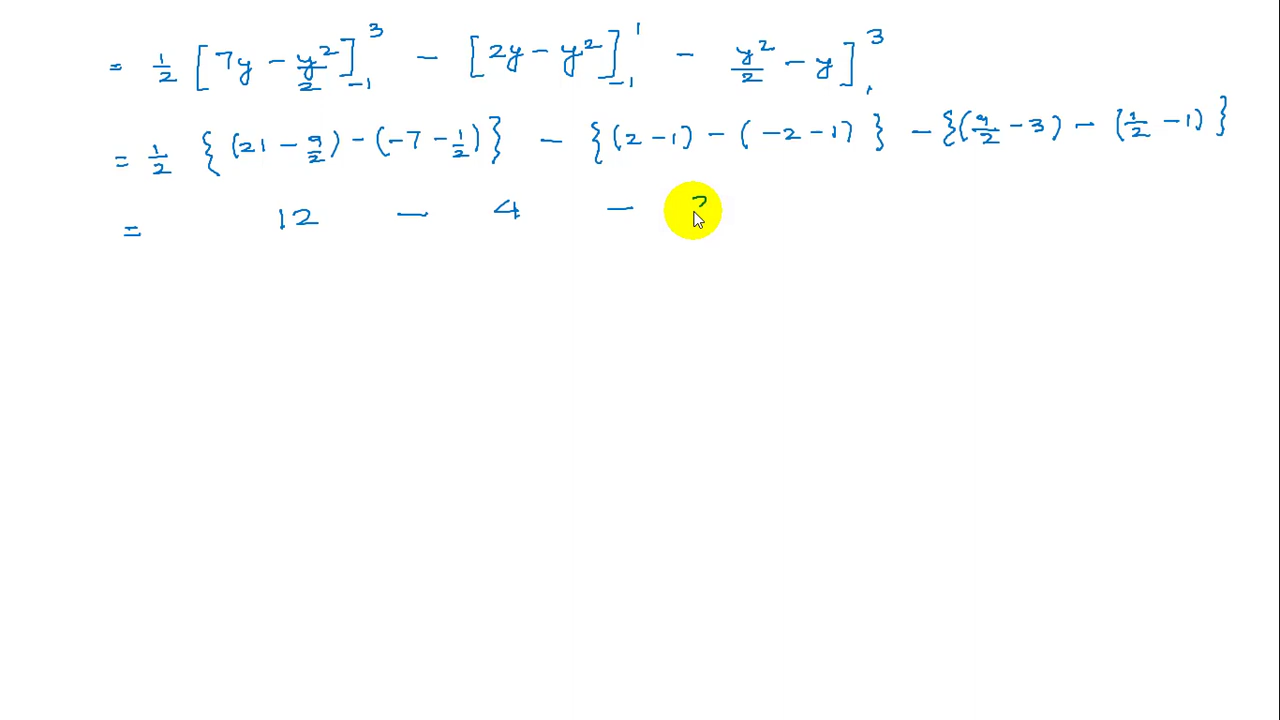 = 1/2 [7y - y²/2]₋₁³ - [2y - y²]₋₁¹ - y²/2 - y]₁³
= 1/2 {(21 - 9/2) - (-7 - 1/2)} - {(2 - 1) - (-2 - 1)} - {(9/2 - 3) - (1/2 - 1)}
= 12 - 4 -